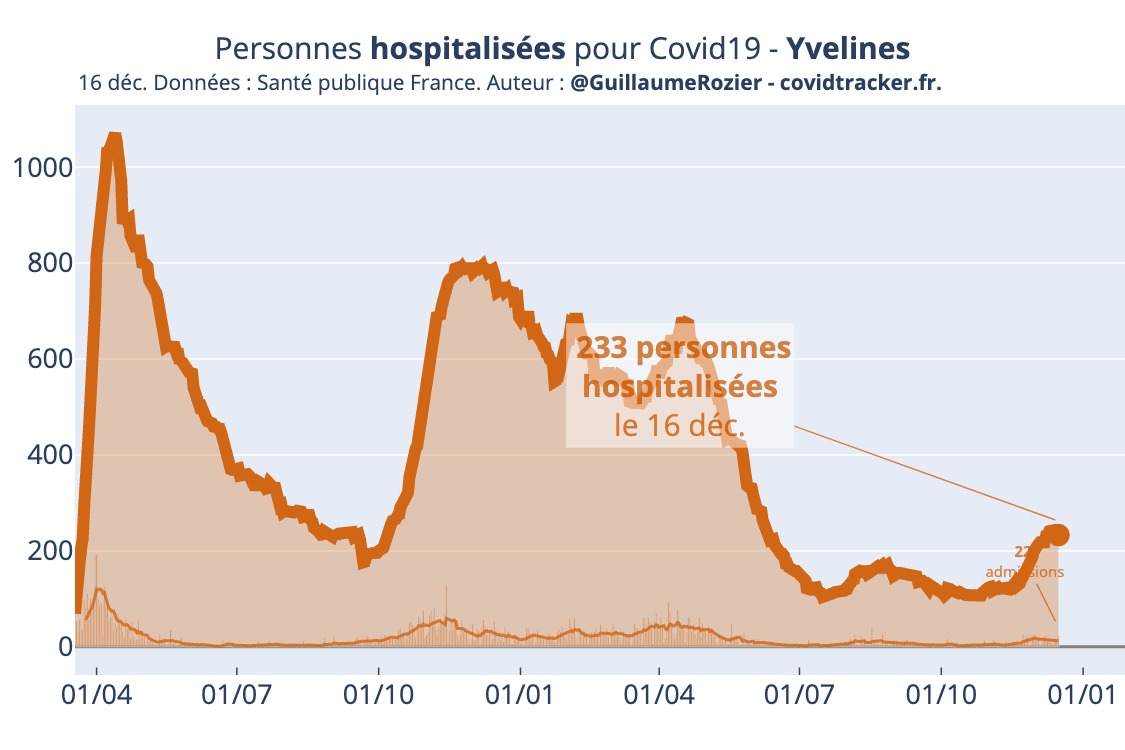 Personnes hospitalisées pour Covid19 - Yvelines
16 déc. Données : Santé publique France. Auteur : @GuillaumeRozier - covidtracker.fr.
1000
800
600
400
200
0
233 personnes
hospitalisées
le 16 déc.
admissions
01/04 01/07 01/10 01/01 01/04 01/07 01/10 01/01